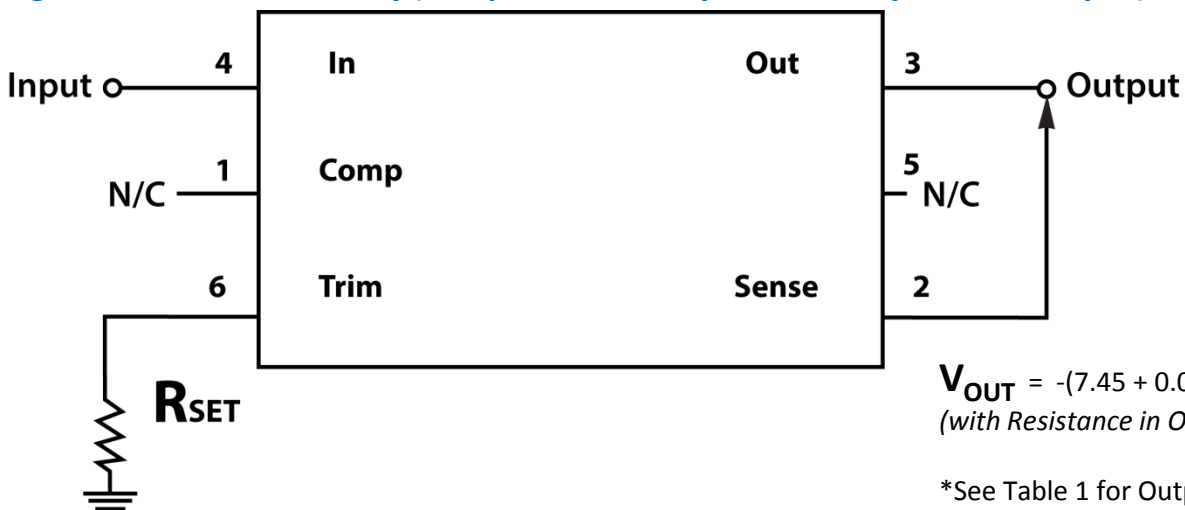 4 In Out 3
Input Output
1 Comp 5
N/C N/C
6 Trim Sense 2
RSET
VOUT = -(7.45 + 0.0
(with Resistance in O
*See Table 1 for Outp